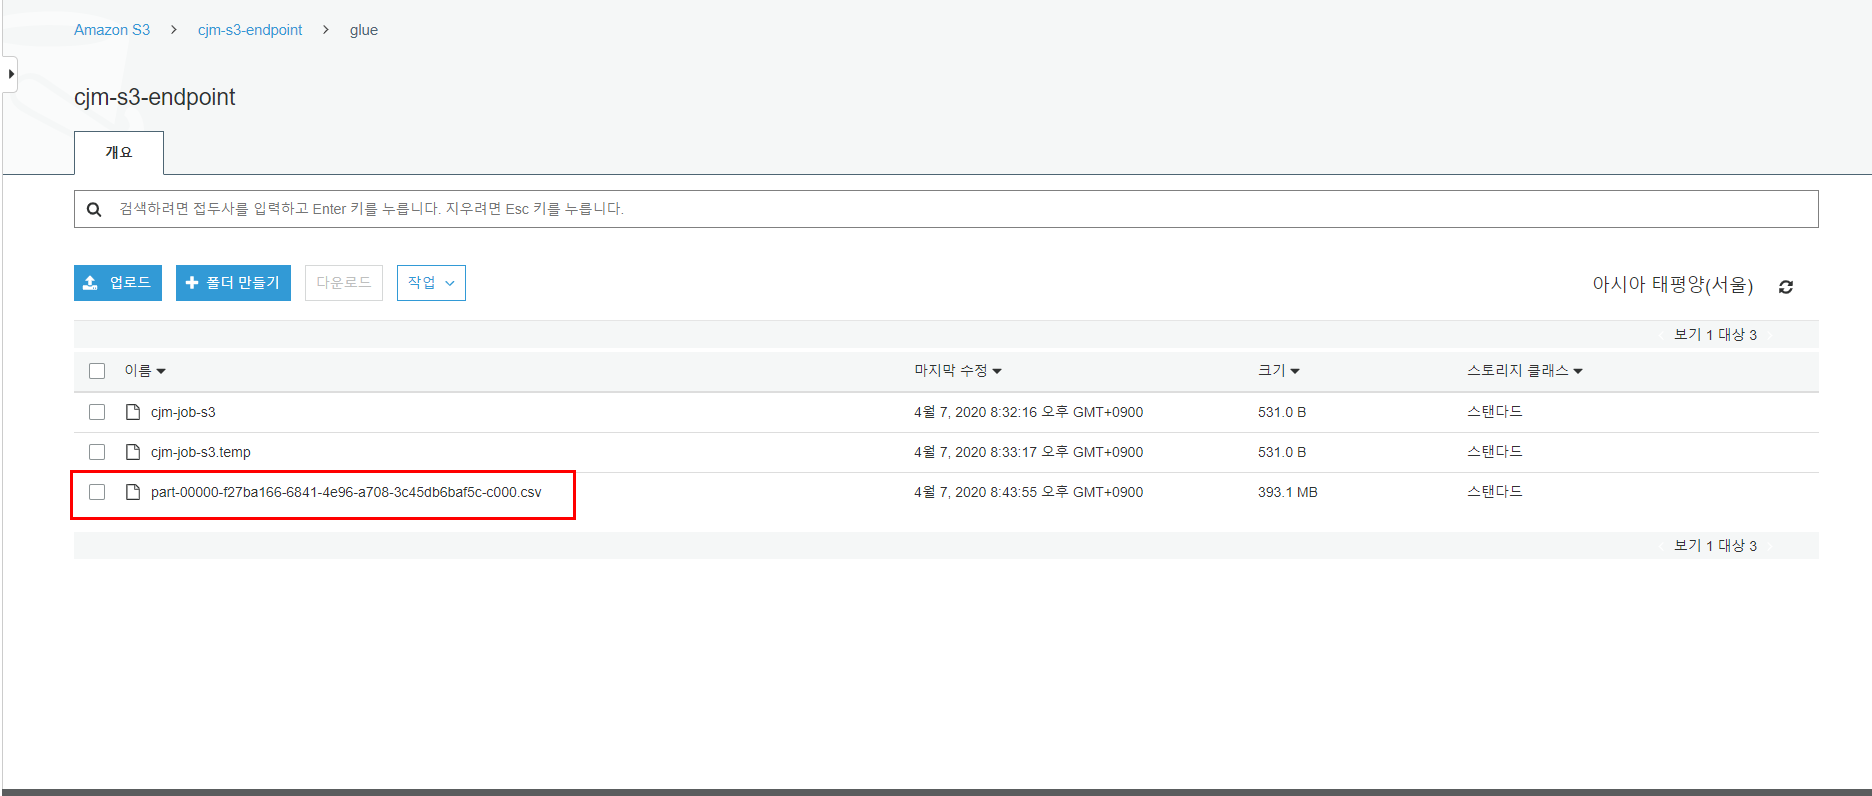 Amazon S3 > cjm-s3-endpoint > glue
cjm-s3-endpoint
개요
검색하려면 접두사를 입력하고 Enter 키를 누릅니다. 지우려면 Esc 키를 누릅니다.
업로드 폴더 만들기 다운로드 작업 아시아 태평양(서울)
보기 1 대상 3
이름 마지막 수정 크기 스토리지 클래스
cjm-job-s3 4월 7, 2020 8:32:16 오후 GMT+0900 531.0 B 스탠다드
cjm-job-s3.temp 4월 7, 2020 8:33:17 오후 GMT+0900 531.0 B 스탠다드
part-00000-f27ba166-6841-4e96-a708-3c45db6baf5c-c000.csv 4월 7, 2020 8:43:55 오후 GMT+0900 393.1 MB 스탠다드
보기 1 대상 3